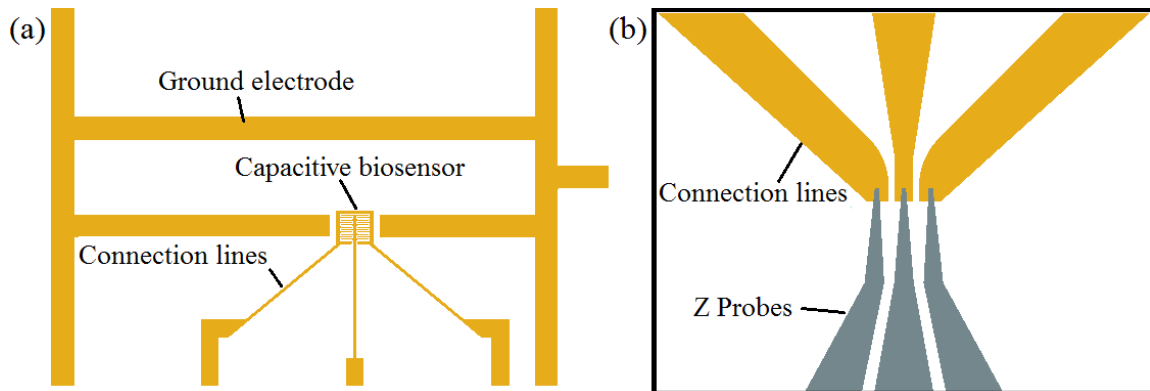 (a)
Ground electrode
Capacitive biosensor
Connection lines
(b)
Connection lines
Z Probes